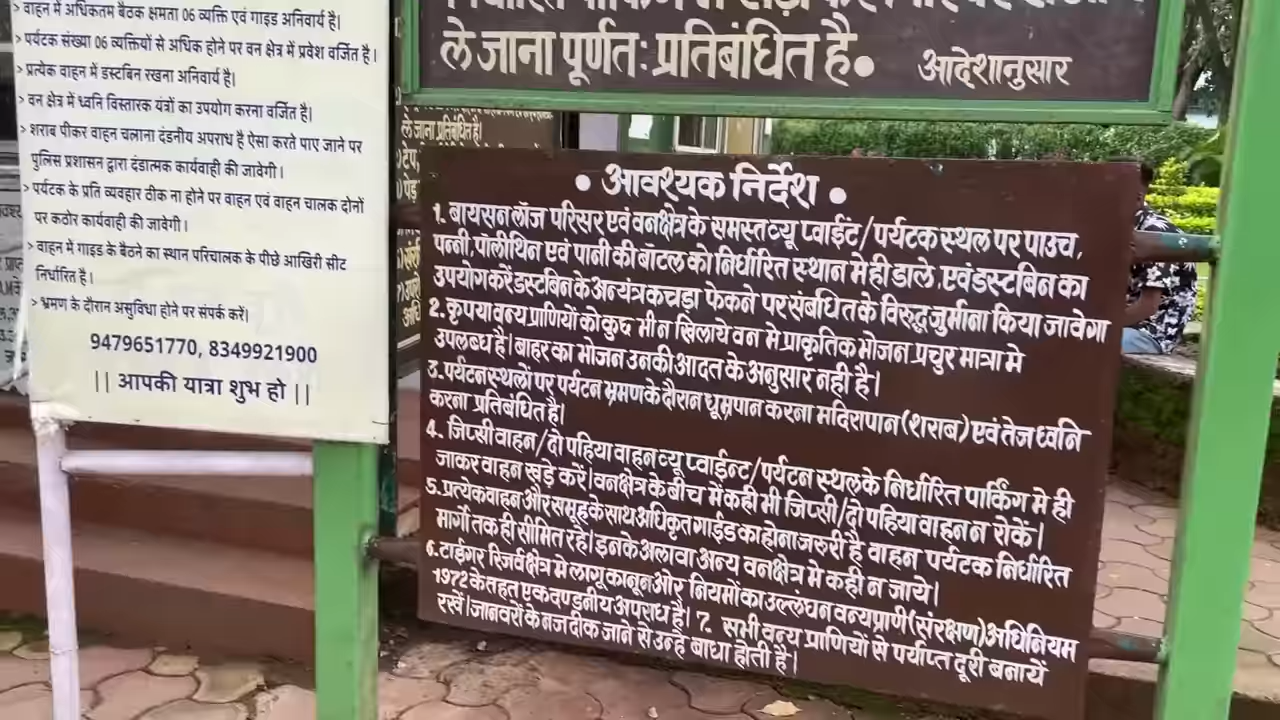 > वाहन में अधिकतम बैठक क्षमता 06 व्यक्ति एवं गाइड अनिवार्य है।
> पर्यटक संख्या 06 व्यक्तियों से अधिक होने पर वन क्षेत्र में प्रवेश वर्जित है।
> प्रत्येक वाहन में डस्टबिन रखना अनिवार्य है।
> वन क्षेत्र में ध्वनि विस्तारक यंत्रों का उपयोग करना वर्जित है।
> शराब पीकर वाहन चलाना दंडनीय अपराध है ऐसा करते पाए जाने पर
पुलिस प्रशासन द्वारा दंडात्मक कार्यवाही की जावेगी।
> पर्यटक के प्रति व्यवहार ठीक ना होने पर वाहन एवं वाहन चालक दोनों
पर कठोर कार्यवाही की जावेगी।
> वाहन में गाइड के बैठने का स्थान परिचालक के पीछे आखिरी सीट
निर्धारित है।
> भ्रमण के दौरान असुविधा होने पर संपर्क करें|
9479651770, 8349921900
|| आपकी यात्रा शुभ हो ||
ले जाना पूर्णत: प्रतिबंधित है● आदेशानुसार
ले जाना प्रतिबंधित है।
• आवश्यक निर्देश •
1. बायसन लॉज परिसर एवं वनक्षेत्र के समस्त व्यू प्वाईंट/पर्यटक स्थल पर पाउच,
पन्नी, पोलीथिन एवं पानी की बॉटल को निर्धारित स्थान मे ही डाले, एवं डस्टबिन का
उपयोग करें डस्टबिन के अन्यंत्र कचड़ा फेकने पर संबधित के विरुद्ध जुर्माना किया जावेगा
2. कृपया वन्य प्राणियों को कुछ भी न खिलाये वन मे प्राकृतिक भोजन प्रचुर मात्रा मे
उपलब्ध है। बाहर का भोजन उनकी आदत के अनुसार नही है।
3. पर्यटन स्थलों पर पर्यटन भ्रमण के दौरान धूम्रपान करना मदिरापान (शराब) एवं तेज ध्वनि
करना प्रतिबंधित है।
4. जिप्सी वाहन/दो पहिया वाहन व्यू प्वाईन्ट/पर्यटन स्थल के निर्धारित पार्किंग मे ही
जाकर वाहन खड़े करें। वनक्षेत्र के बीच में कही भी जिप्सी/दो पहिया वाहन न रोकें।
5. प्रत्येक वाहन और समूह के साथ अधिकृत गाईड का होना जरुरी है वाहन पर्यटक निर्धारित
मार्गो तक ही सीमित रहे। इनके अलावा अन्य वनक्षेत्र मे कही न जाये।
6. टाईगर रिजर्व क्षेत्र मे लागू कानून और नियमों का उल्लंघन वन्यप्राणी (संरक्षण) अधिनियम
1972 के तहत एक दण्डनीय अपराध है। 7. सभी वन्य प्राणियों से पर्याप्त दूरी बनायें
रखें। जानवरों के नजदीक जाने से उन्हे बाधा होती है।